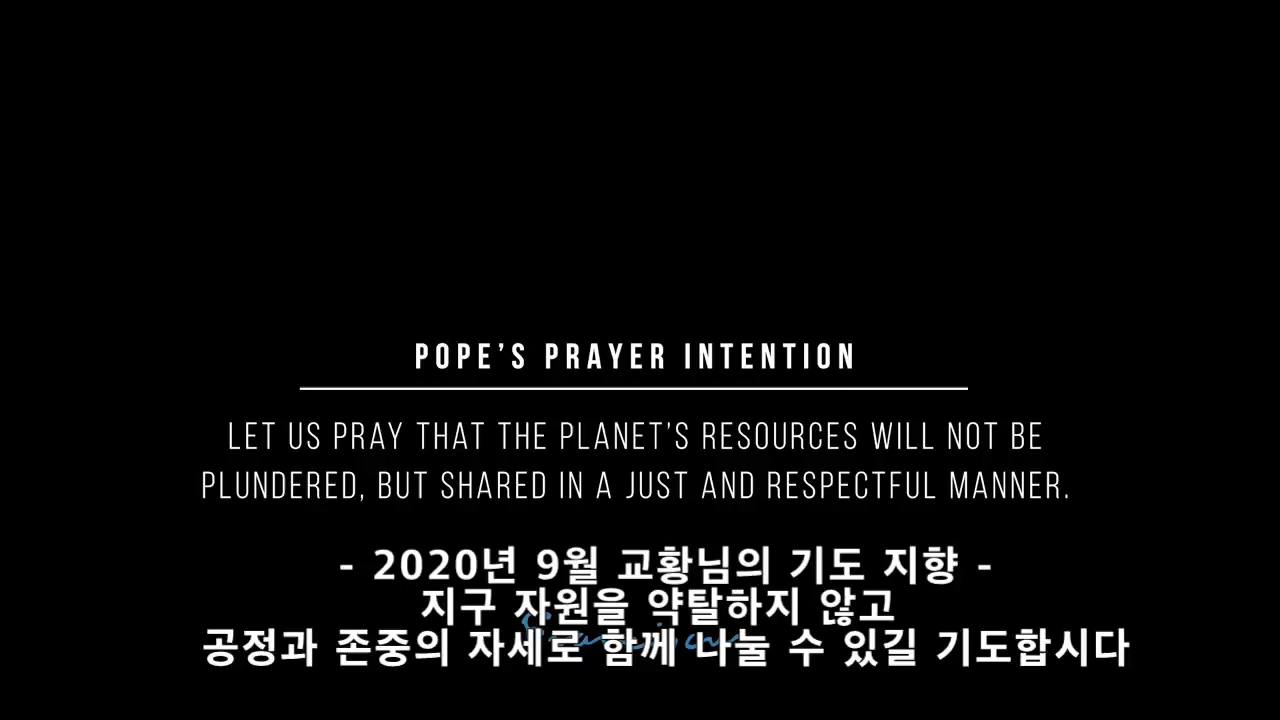 POPE'S PRAYER INTENTION
LET US PRAY THAT THE PLANET'S RESOURCES WILL NOT BE
PLUNDERED, BUT SHARED IN A JUST AND RESPECTFUL MANNER.
- 2020년 9월 교황님의 기도 지향 -
지구 자원을 약탈하지 않고
공정과 존중의 자세로 함께 나눌 수 있길 기도합시다